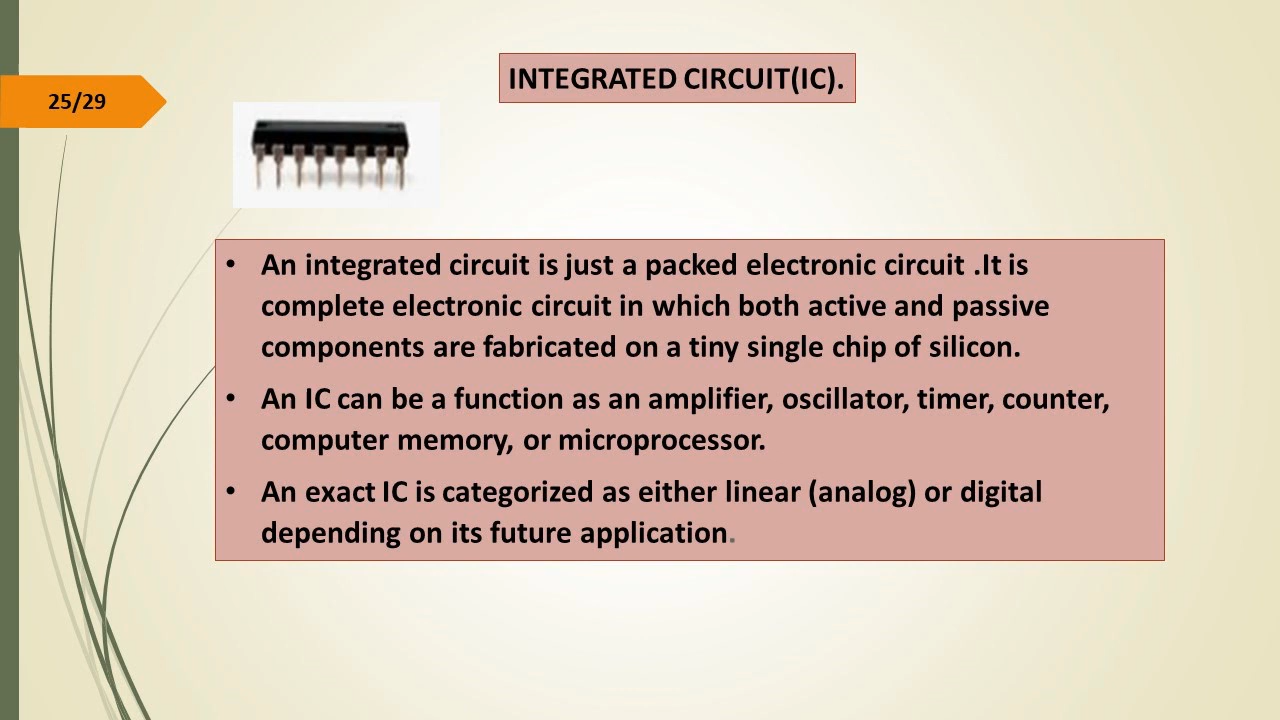 INTEGRATED CIRCUIT(IC).
25/29
• An integrated circuit is just a packed electronic circuit .It is
complete electronic circuit in which both active and passive
components are fabricated on a tiny single chip of silicon.
• An IC can be a function as an amplifier, oscillator, timer, counter,
computer memory, or microprocessor.
• An exact IC is categorized as either linear (analog) or digital
depending on its future application.